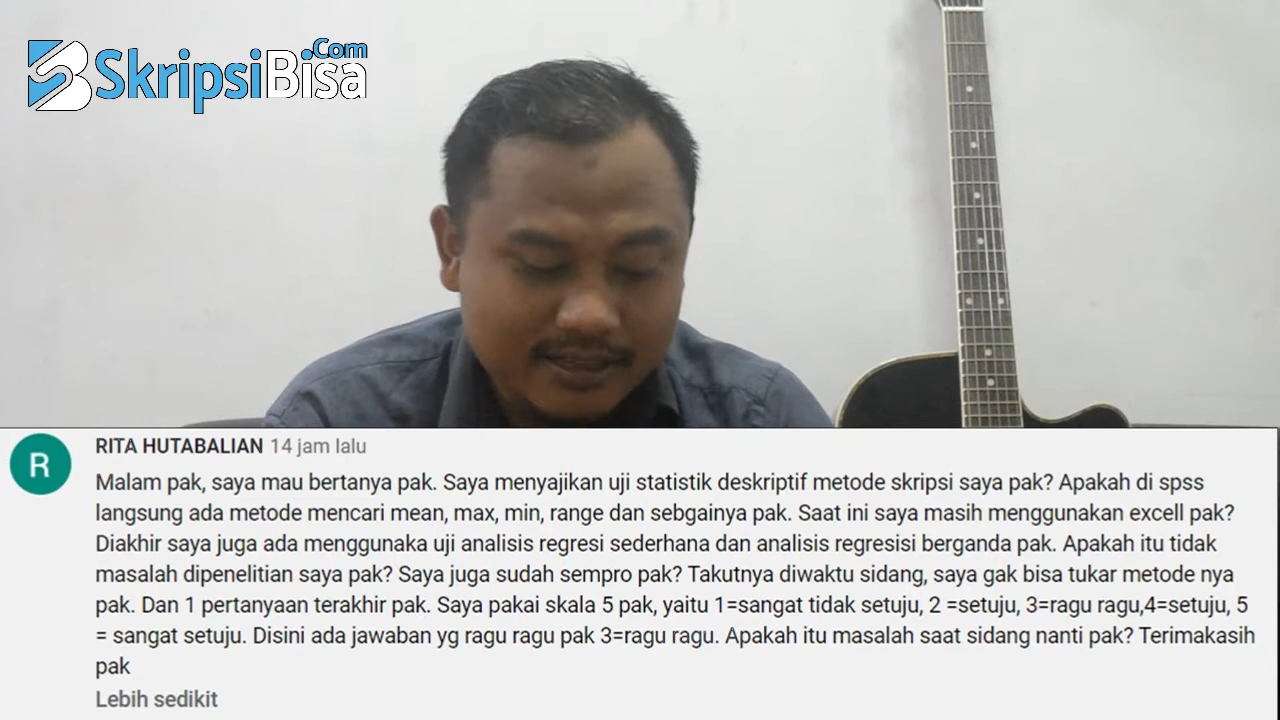 SkripsiBisa.Com
RITA HUTABALIAN 14 jam lalu
R
Malam pak, saya mau bertanya pak. Saya menyajikan uji statistik deskriptif metode skripsi saya pak? Apakah di spss
langsung ada metode mencari mean, max, min, range dan sebgainya pak. Saat ini saya masih menggunakan excell pak?
Diakhir saya juga ada menggunaka uji analisis regresi sederhana dan analisis regresisi berganda pak. Apakah itu tidak
masalah dipenelitian saya pak? Saya juga sudah sempro pak? Takutnya diwaktu sidang, saya gak bisa tukar metode nya
pak. Dan 1 pertanyaan terakhir pak. Saya pakai skala 5 pak, yaitu 1=sangat tidak setuju, 2 =setuju, 3=ragu ragu,4=setuju, 5
= sangat setuju. Disini ada jawaban yg ragu ragu pak 3=ragu ragu. Apakah itu masalah saat sidang nanti pak? Terimakasih
pak
Lebih sedikit